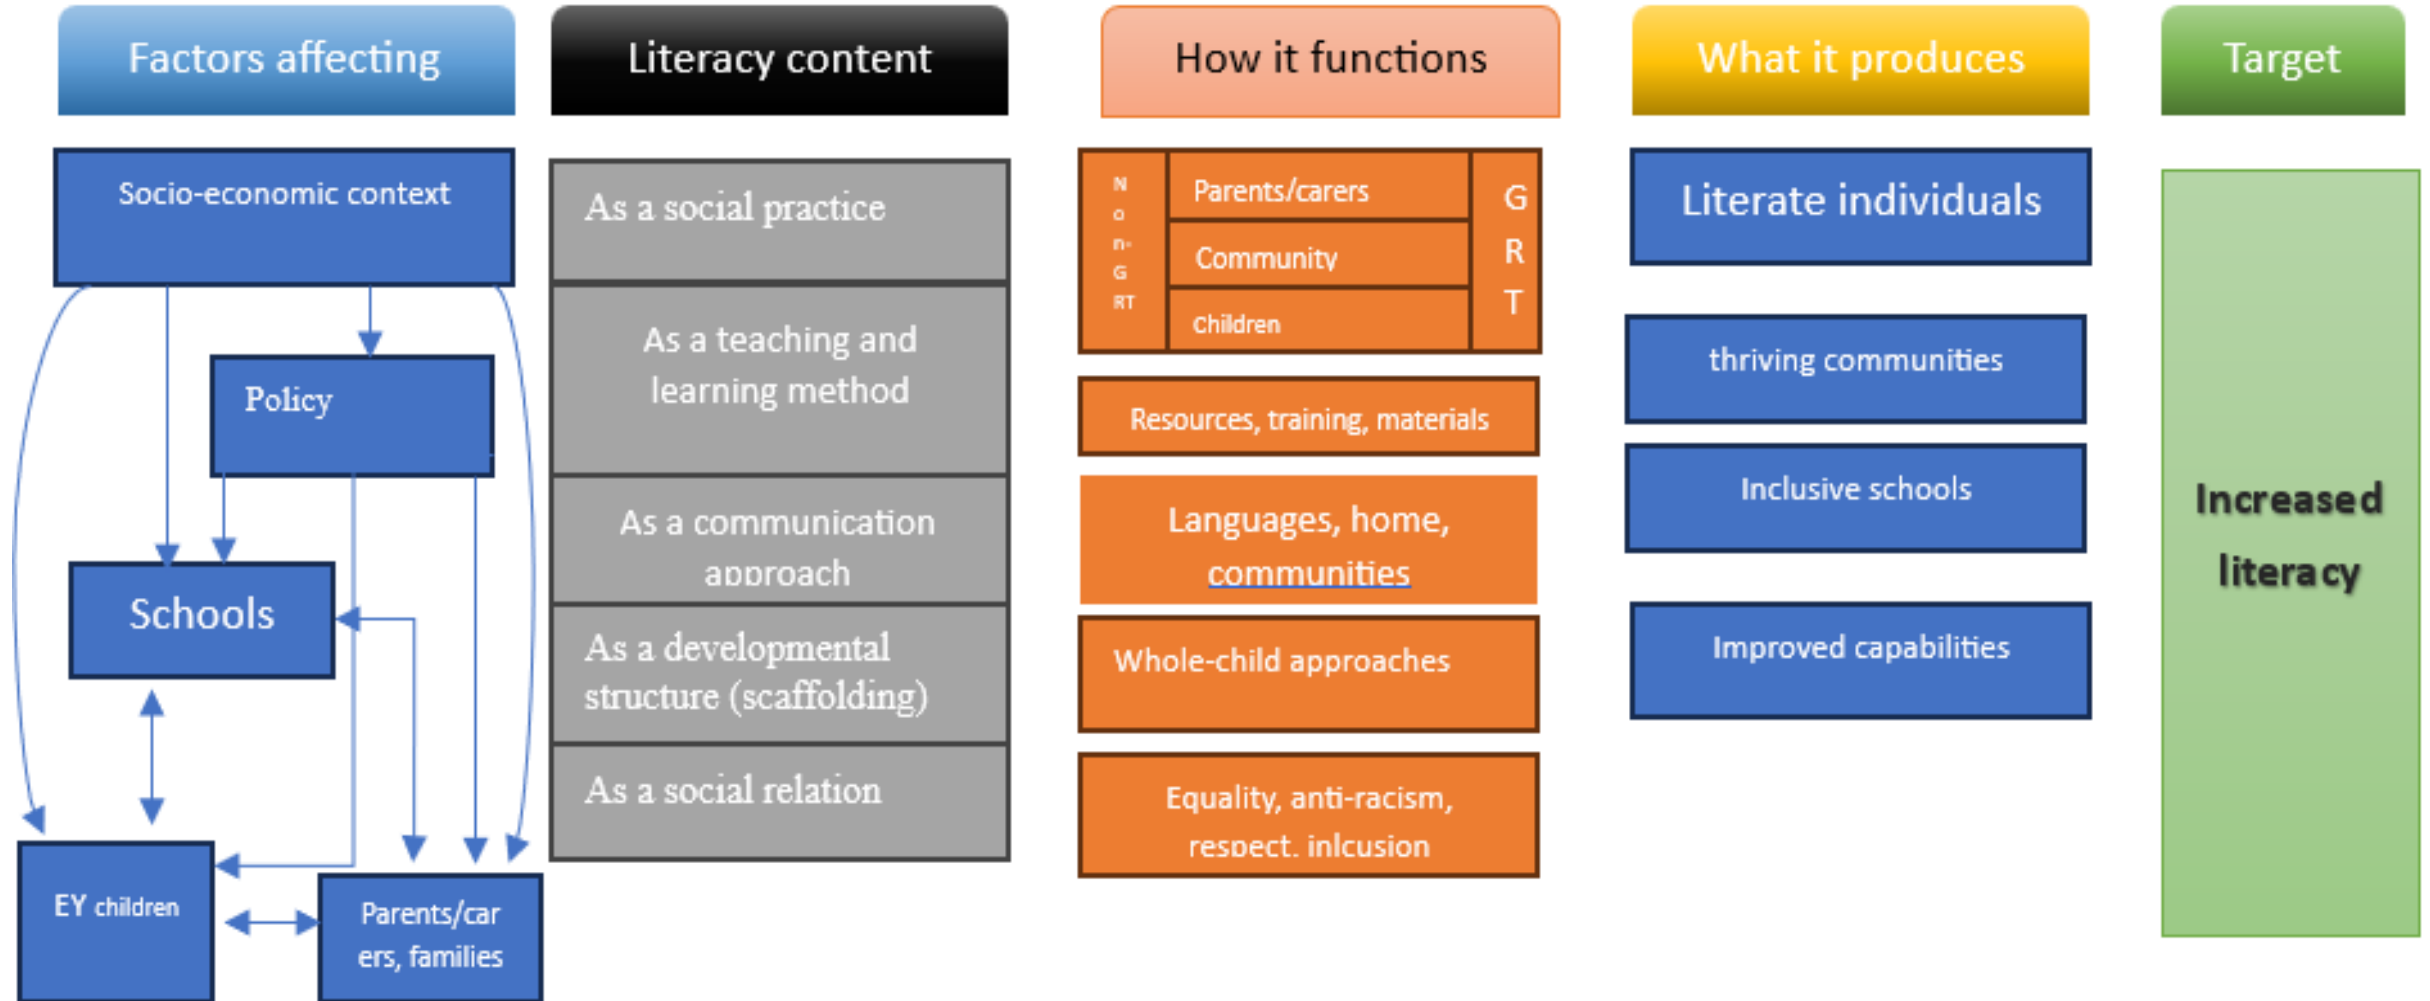 Factors affecting
Literacy content
How it functions
What it produces
Target
Socio-economic context
Policy
Schools
EY children
Parents/car
ers, families
As a social practice
As a teaching and
learning method
As a communication
approach
As a developmental
structure (scaffolding)
As a social relation
N
o
n-
G
RT
Parents/carers
Community
Children
G
R
T
Resources, training, materials
Languages, home,
communities
Whole-child approaches
Equality, anti-racism,
respect, inlcusion
Literate individuals
thriving communities
Inclusive schools
Improved capabilities
Increased
literacy